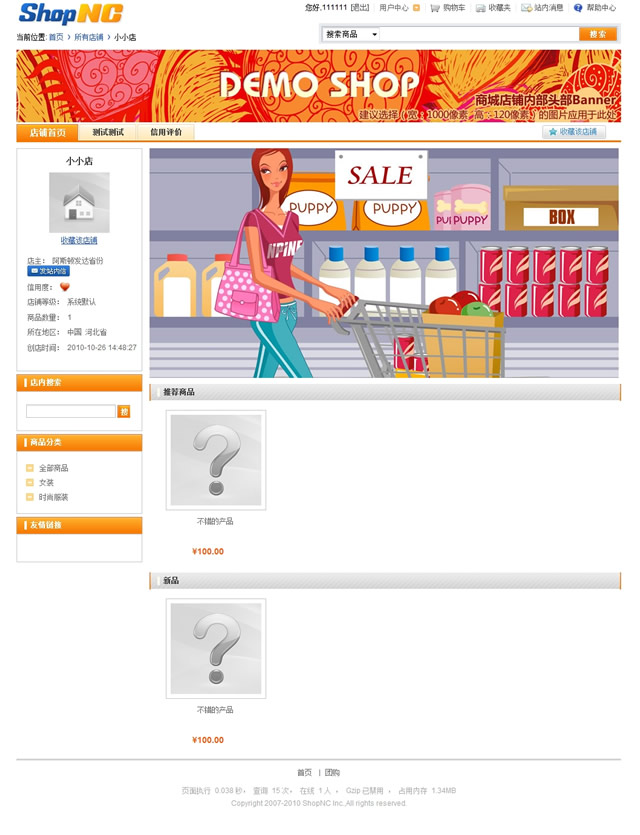 ShopNC
您好,111111 [退出] 用户中心 购物车 收藏夹 站内消息 帮助中心
当前位置: 首页 › 所有店铺 › 小小店
搜索商品 搜索
DEMO SHOP
商城店铺内部头部Banner
建议选择(宽:1000像素,高:120像素)的图片应用于此处
店铺首页 测试测试 信用评价 收藏该店铺
小小店
收藏该店铺
店主: 阿斯顿发达省份
发站内信
信用度:
店铺等级: 系统默认
商品数量: 1
所在地区: 中国 河北省
创店时间: 2010-10-26 14:48:27
店内搜索
搜
商品分类
全部商品
女装
时尚服装
友情链接
SALE
PUPPY
PUPPY
PUPPY
BOX
推荐商品
不错的产品
¥100.00
新品
不错的产品
¥100.00
首页 | 团购
页面执行 0.038 秒, 查询 15 次, 在线 1 人, Gzip 已禁用, 占用内存 1.34MB
Copyright 2007-2010 ShopNC Inc.,All rights reserved.